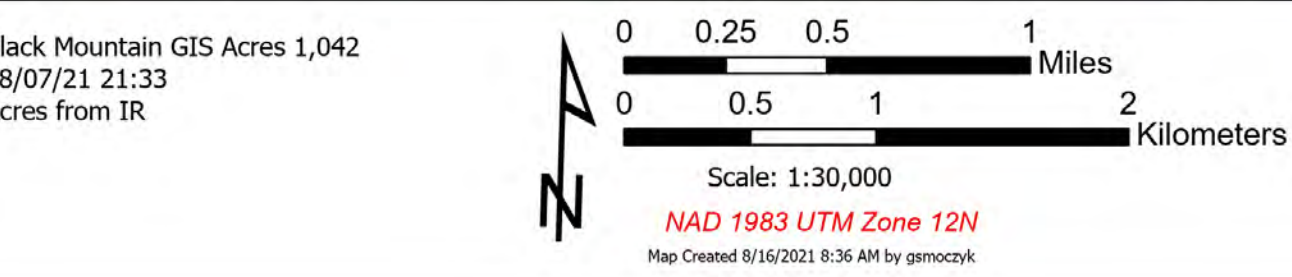 lack Mountain GIS Acres 1,042
8/07/21 21:33
cres from IR
0 0.25 0.5 1
Miles
0 0.5 1 2
Kilometers
Scale: 1:30,000
N
NAD 1983 UTM Zone 12N
Map Created 8/16/2021 8:36 AM by gsmoczyk